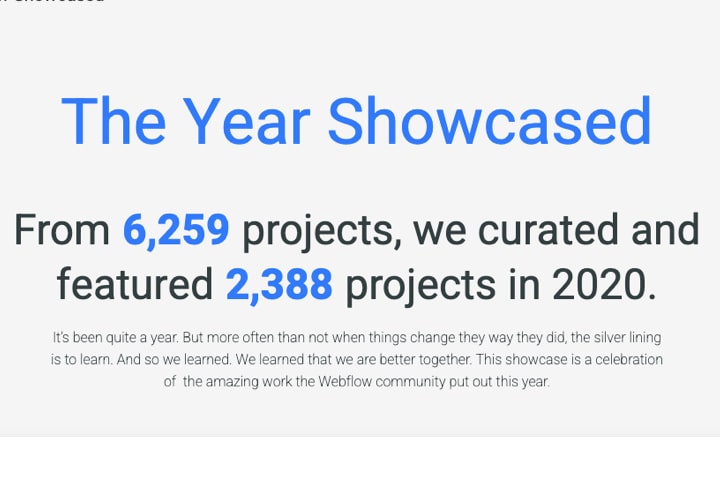 Showcased
The Year Showcased
From 6,259 projects, we curated and
featured 2,388 projects in 2020.
It's been quite a year. But more often than not when things change they way they did, the silver lining
is to learn. And so we learned. We learned that we are better together. This showcase is a celebration
of the amazing work the Webflow community put out this year.